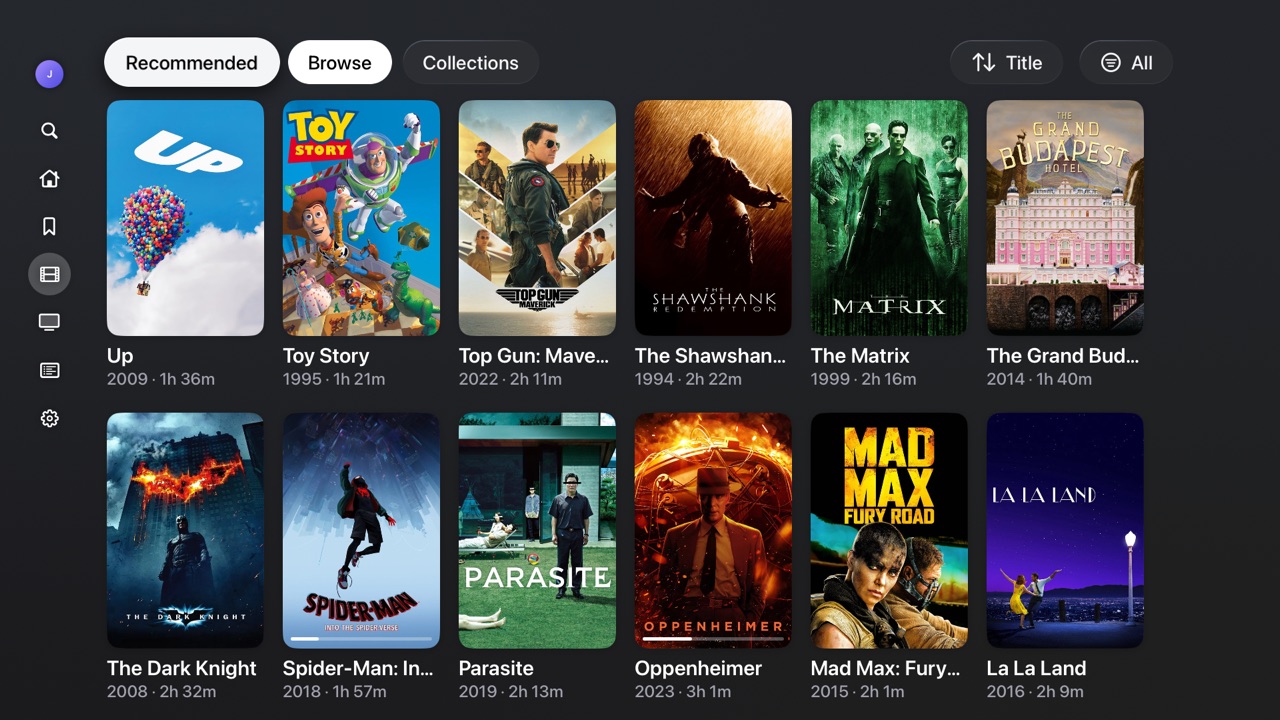 Recommended
Browse
Collections
Title
All
J
UP
TOY
STORY
TOP GUN
MAVERICK
THE
SHAWSHANK
REDEMPTION
THE MATRIX
THE
GRAND
BUDAPEST
HOTEL
Up
Toy Story
Top Gun: Mave...
The Shawshan...
The Matrix
The Grand Bud...
2009 · 1h 36m
1995 · 1h 21m
2022 · 2h 11m
1994 · 2h 22m
1999 · 2h 16m
2014 · 1h 40m
THE DARK KNIGHT
SPIDER-MAN
INTO THE SPIDER-VERSE
PARASITE
OPPENHEIMER
MAD
MAX
FURY ROAD
LA LA LAND
The Dark Knight
Spider-Man: In...
Parasite
Oppenheimer
Mad Max: Fury...
La La Land
2008 · 2h 32m
2018 · 1h 57m
2019 · 2h 13m
2023 · 3h 1m
2015 · 2h 1m
2016 · 2h 9m